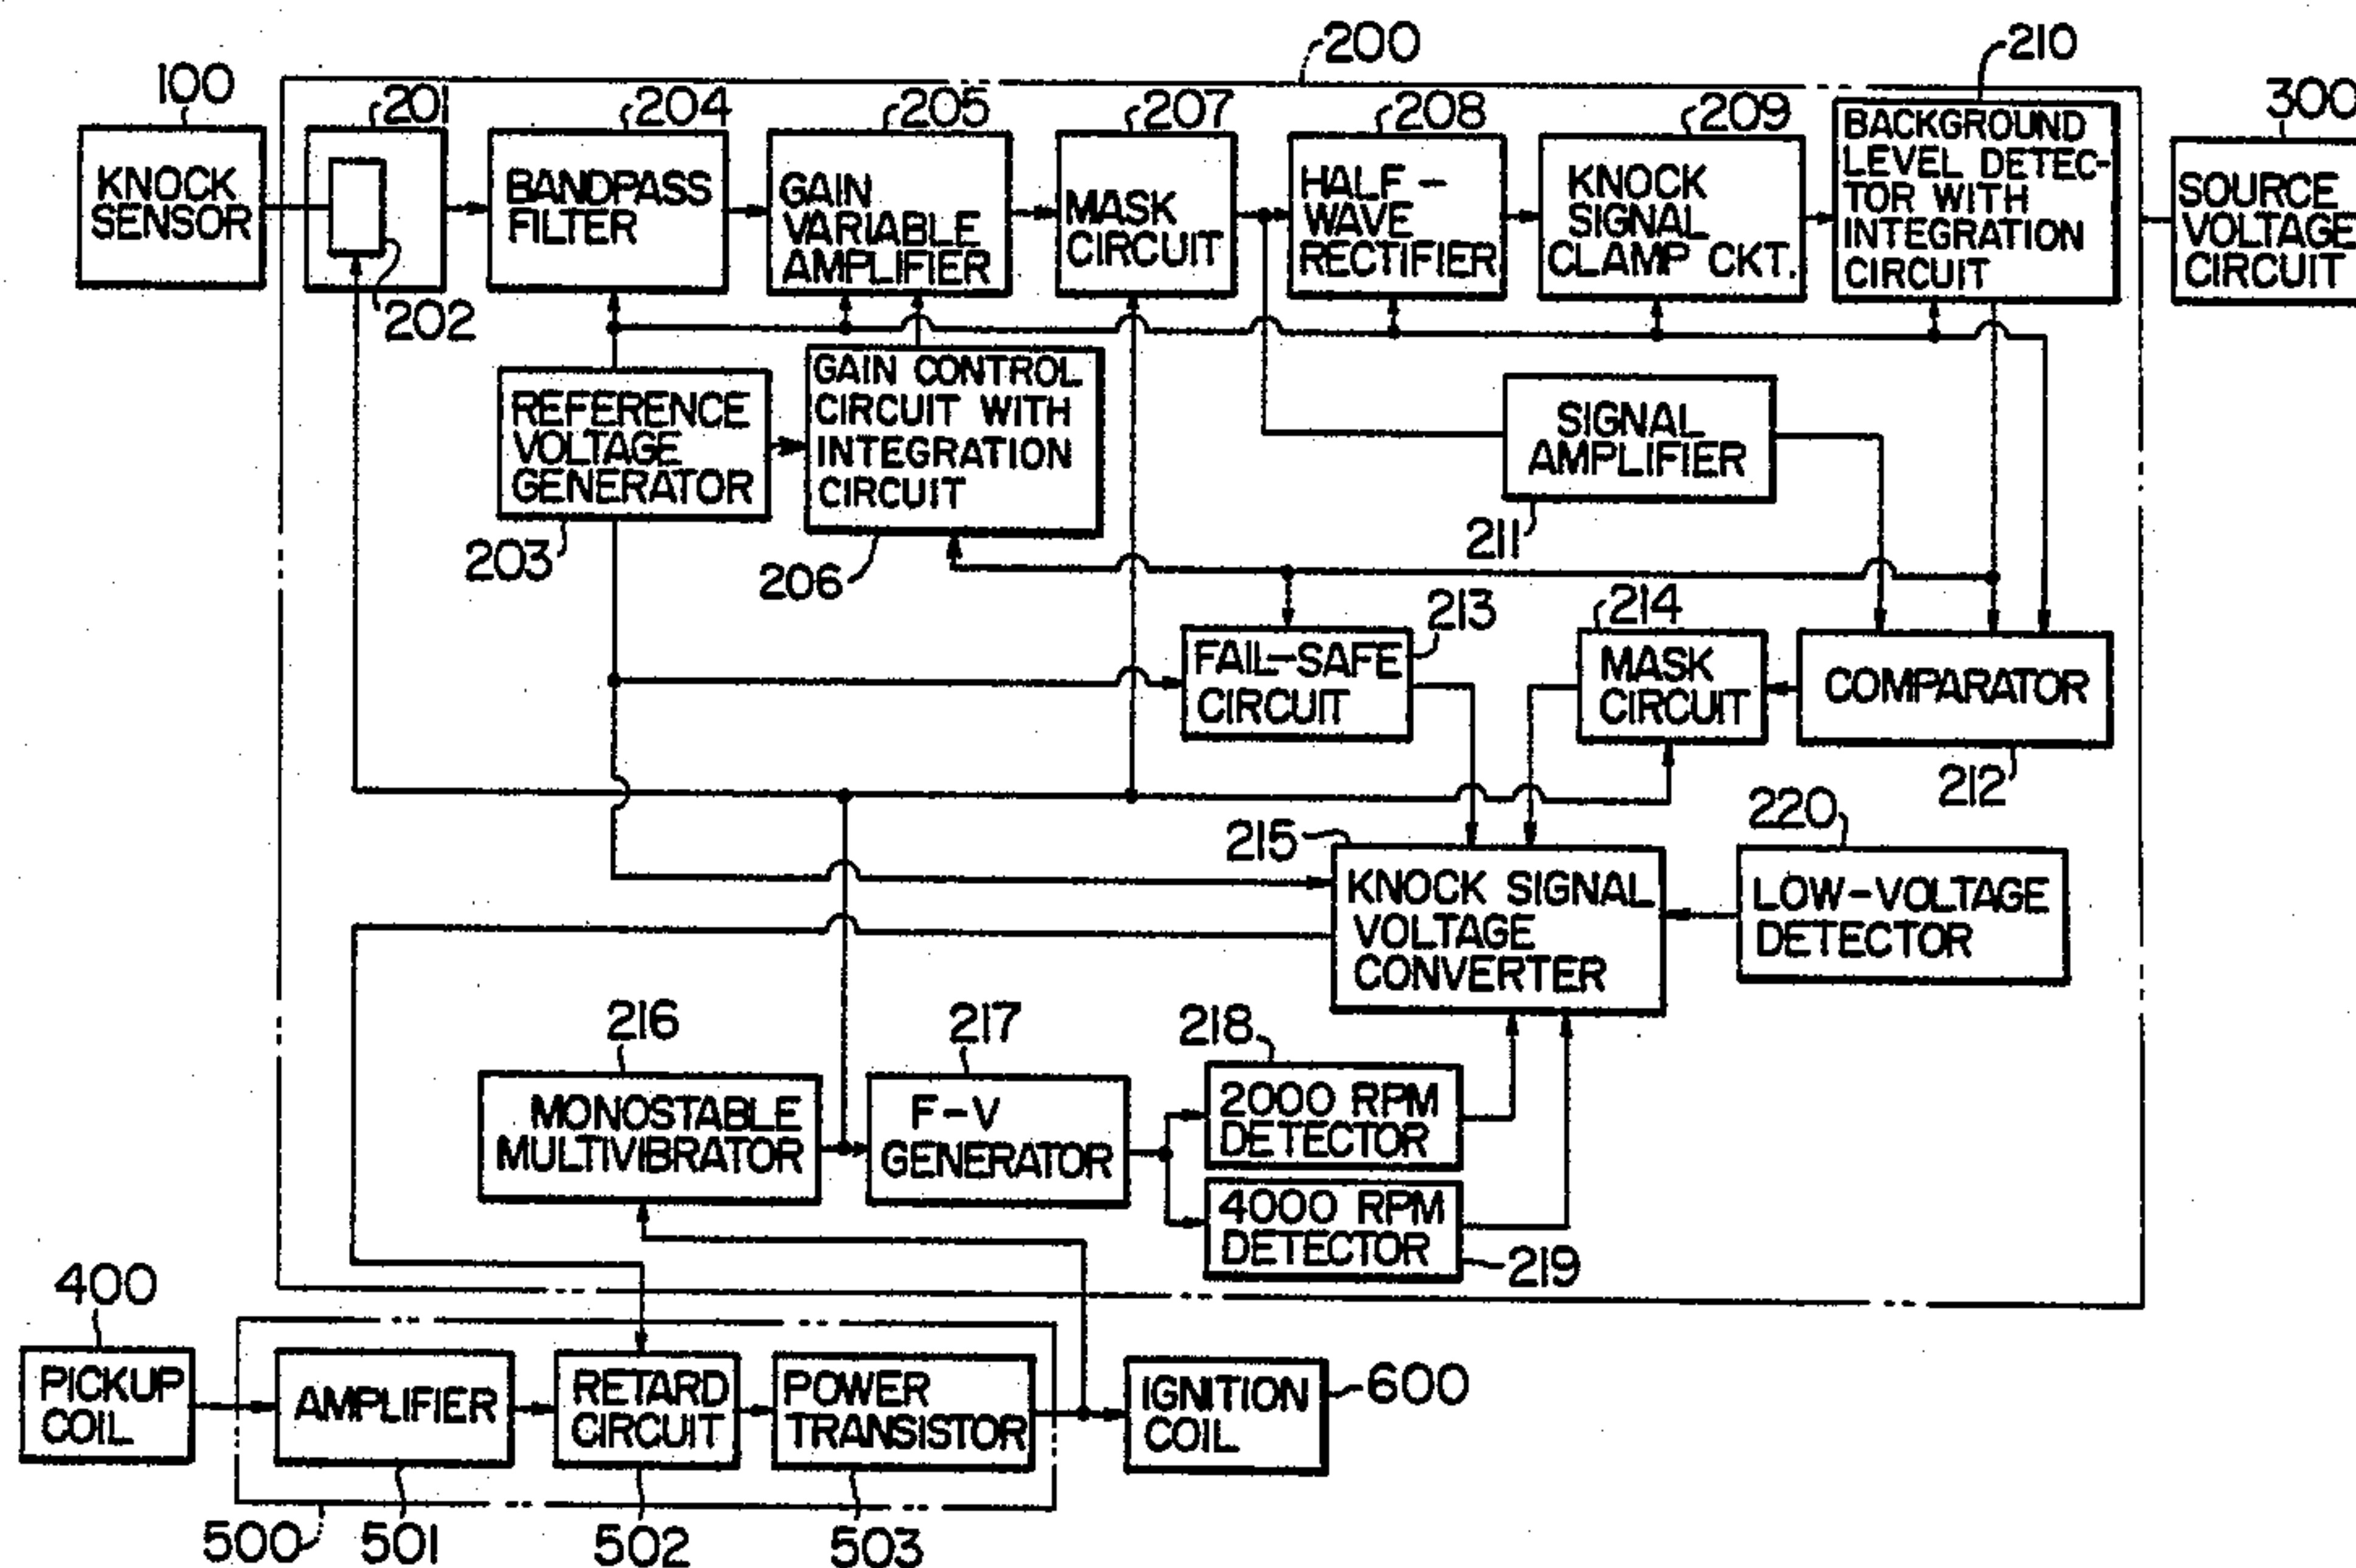 200
210
100
201
204
205
207
208
209
300
KNOCK
SENSOR
202
BANDPASS
FILTER
GAIN
VARIABLE
AMPLIFIER
MASK
CIRCUIT
HALF-
WAVE
RECTIFIER
KNOCK
SIGNAL
CLAMP CKT.
BACKGROUND
LEVEL DETEC-
TOR WITH
INTEGRATION
CIRCUIT
SOURCE
VOLTAGE
CIRCUIT
REFERENCE
VOLTAGE
GENERATOR
203
GAIN CONTROL
CIRCUIT WITH
INTEGRATION
CIRCUIT
206
SIGNAL
AMPLIFIER
211
213
FAIL-SAFE
CIRCUIT
214
MASK
CIRCUIT
COMPARATOR
212
215
KNOCK SIGNAL
VOLTAGE
CONVERTER
220
LOW-VOLTAGE
DETECTOR
216
MONOSTABLE
MULTIVIBRATOR
217
F-V
GENERATOR
218
2000 RPM
DETECTOR
4000 RPM
DETECTOR
219
400
PICKUP
COIL
AMPLIFIER
RETARD
CIRCUIT
POWER
TRANSISTOR
IGNITION
COIL
600
500
501
502
503